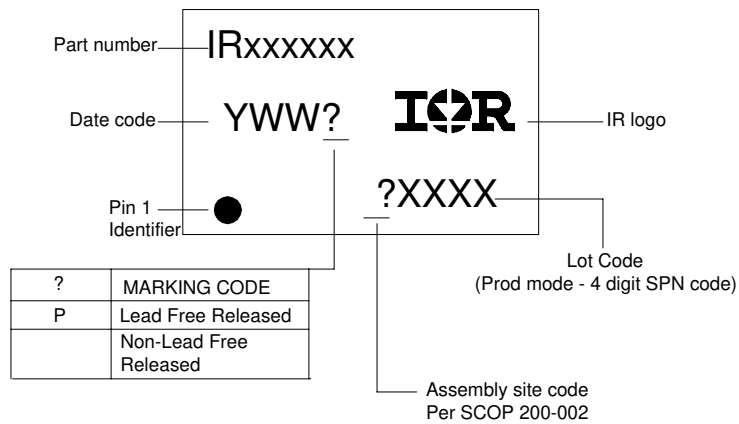 Part number
IRxxxxxx
Date code
YWW?
IOR
IR logo
?XXXX
Pin 1
Identifier
Lot Code
(Prod mode - 4 digit SPN code)
? MARKING CODE
P Lead Free Released
Non-Lead Free
Released
Assembly site code
Per SCOP 200-002